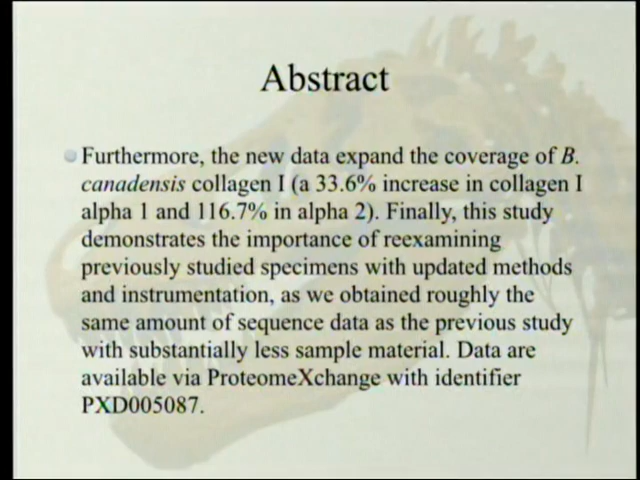 Abstract
Furthermore, the new data expand the coverage of B.
canadensis collagen I (a 33.6% increase in collagen I
alpha 1 and 116.7% in alpha 2). Finally, this study
demonstrates the importance of reexamining
previously studied specimens with updated methods
and instrumentation, as we obtained roughly the
same amount of sequence data as the previous study
with substantially less sample material. Data are
available via ProteomeXchange with identifier
PXD005087.